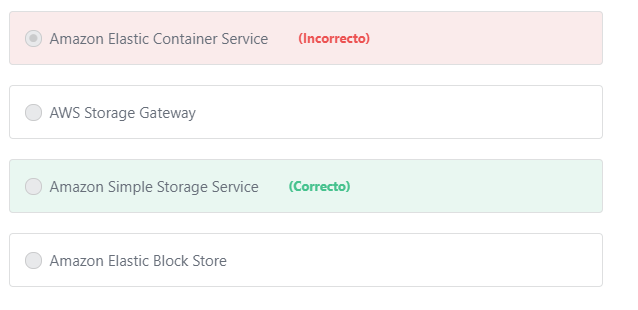 Amazon Elastic Container Service (Incorrecto)
AWS Storage Gateway
Amazon Simple Storage Service (Correcto)
Amazon Elastic Block Store